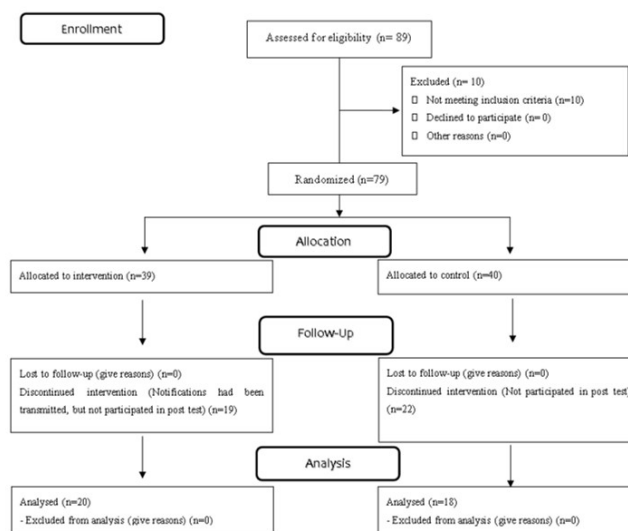 Enrollment
Assessed for eligibility (n= 89)
Excluded (n= 10)
▯ Not meeting inclusion criteria (n=10)
▯ Declined to participate (n= 0)
▯ Other reasons (n=0)
Randomized (n=79)
Allocation
Allocated to intervention (n=39)
Allocated to control (n=40)
Follow-Up
Lost to follow-up (give reasons) (n=0)
Discontinued intervention (Notifications had been
transmitted, but not participated in post test) (n=19)
Lost to follow-up (give reasons) (n=0)
Discontinued intervention (Not participated in post test)
(n=22)
Analysis
Analysed (n=20)
- Excluded from analysis (give reasons) (n=0)
Analysed (n=18)
- Excluded from analysis (give reasons) (n=0)